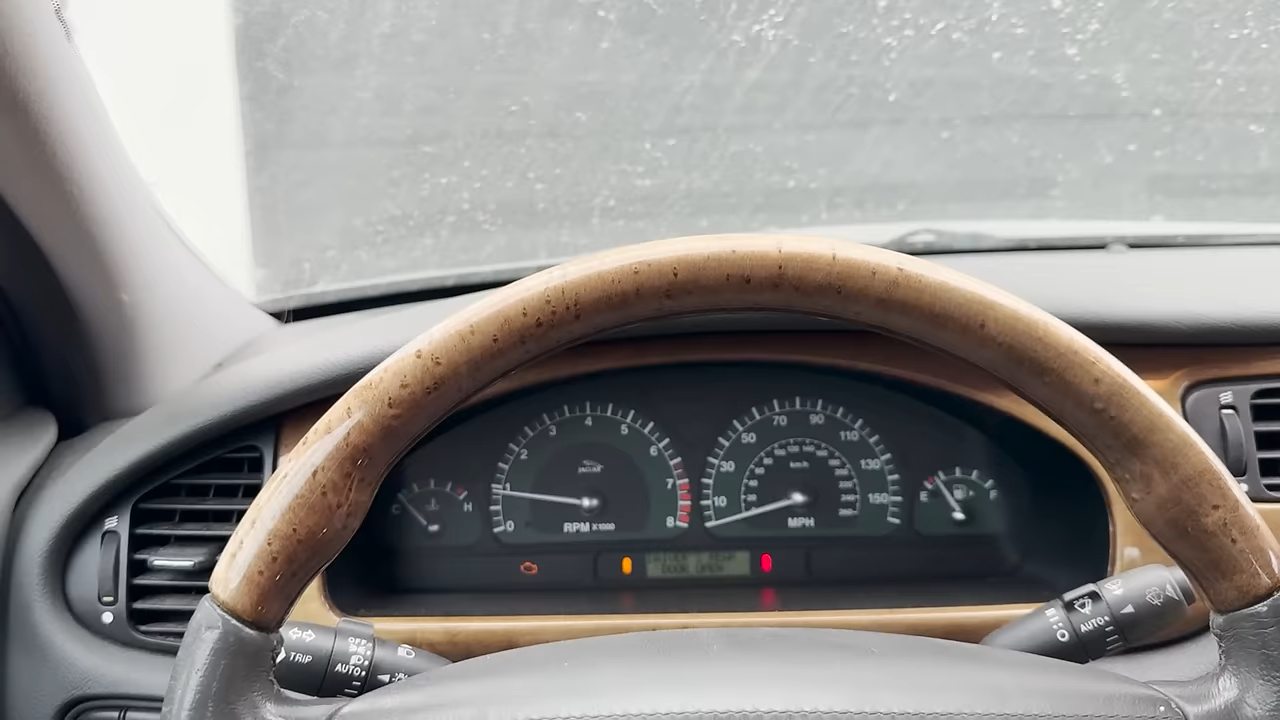 0 1 2 3 4 5 6 7 8
JAGUAR
RPM X1000
10 30 50 70 90 110 130 150
km/h
MPH
C H
E F
DOOR OPEN
TRIP
OFF
AUTO
AUTO